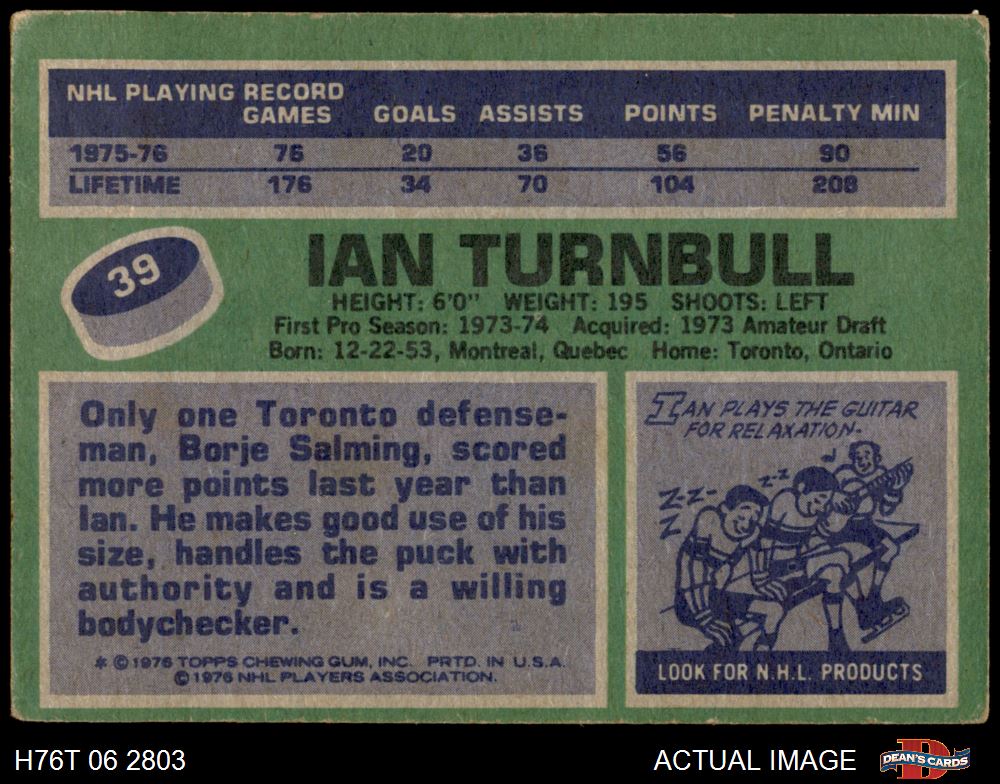 NHL PLAYING RECORD
GAMES GOALS ASSISTS POINTS PENALTY MIN
1975-76 76 20 36 56 90
LIFETIME 176 34 70 104 208
39
IAN TURNBULL
HEIGHT: 6'0" WEIGHT: 195 SHOOTS: LEFT
First Pro Season: 1973-74 Acquired: 1973 Amateur Draft
Born: 12-22-53, Montreal, Quebec Home: Toronto, Ontario
Only one Toronto defense-
man, Borje Salming, scored
more points last year than
Ian. He makes good use of his
size, handles the puck with
authority and is a willing
bodychecker.
* © 1976 TOPPS CHEWING GUM, INC. PRTD. IN U.S.A.
© 1976 NHL PLAYERS ASSOCIATION.
IAN PLAYS THE GUITAR
FOR RELAXATION.
Z-Z-
Z
Z
Z-Z
LOOK FOR N.H.L. PRODUCTS
H76T 06 2803 ACTUAL IMAGE
D
DEAN'S CARDS